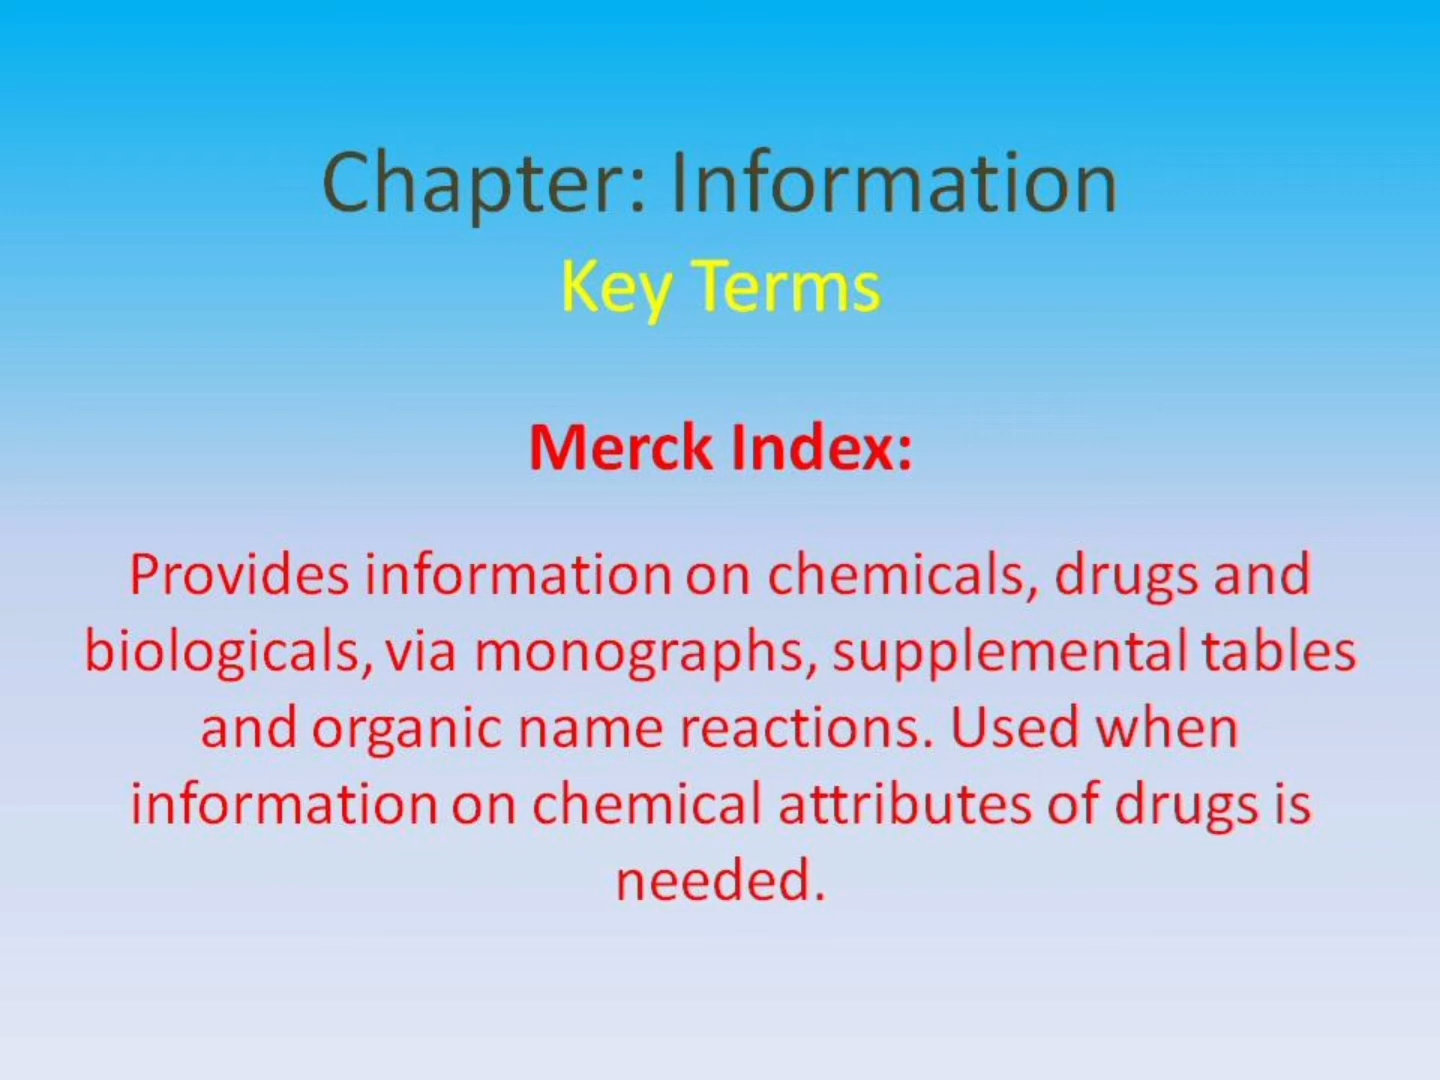 Chapter: Information
Key Terms
Merck Index:
Provides information on chemicals, drugs and
biologicals, via monographs, supplemental tables
and organic name reactions. Used when
information on chemical attributes of drugs is
needed.